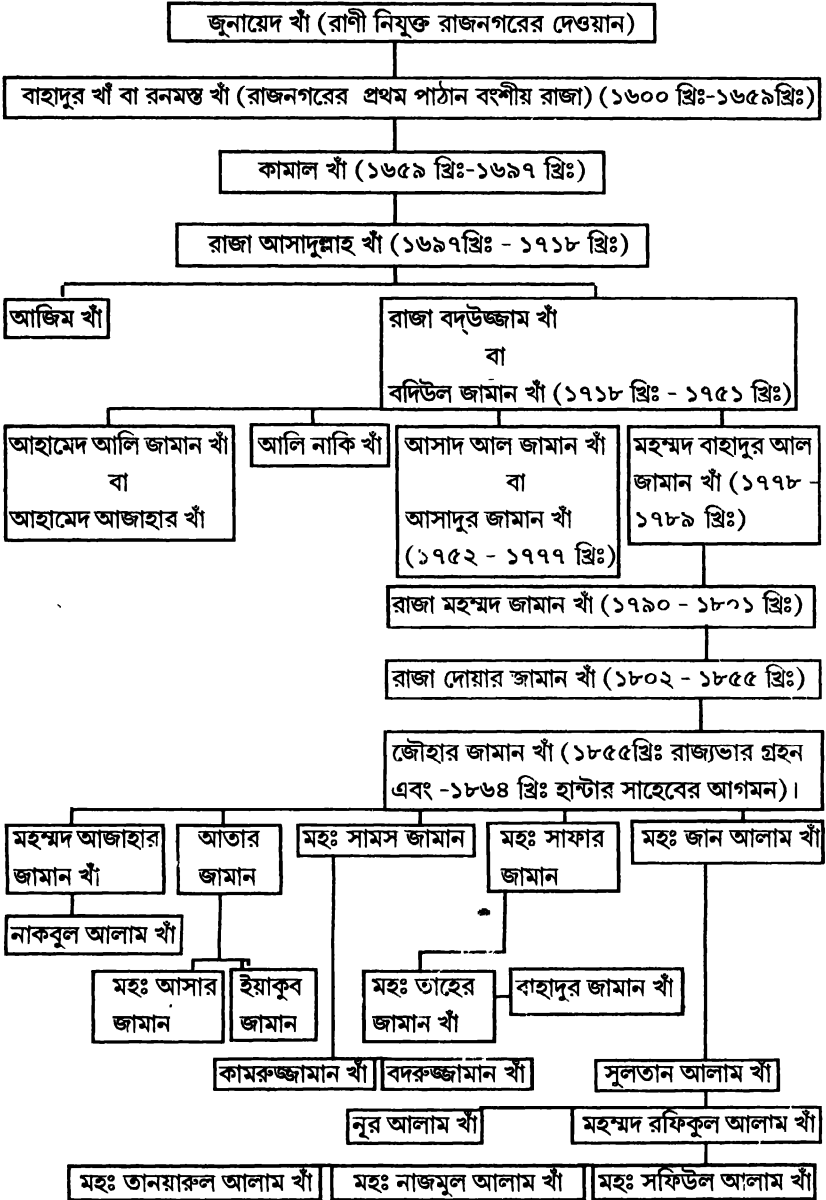 জুনায়েদ খাঁ (রাণী নিযুক্ত রাজনগরের দেওয়ান)
বাহাদুর খাঁ বা রনমস্ত খাঁ (রাজনগরের প্রথম পাঠান বংশীয় রাজা) (১৬০০ খ্রিঃ-১৬৫৯খ্রিঃ)
কামাল খাঁ (১৬৫৯ খ্রিঃ-১৬৯৭ খ্রিঃ)
রাজা আসাদুল্লাহ খাঁ (১৬৯৭খ্রিঃ - ১৭১৮ খ্রিঃ)
আজিম খাঁ
রাজা বদ্উজ্জাম খাঁ
বা
বদিউল জামান খাঁ (১৭১৮ খ্রিঃ - ১৭৫১ খ্রিঃ)
আহামেদ আলি জামান খাঁ
বা
আহামেদ আজাহার খাঁ
আলি নাকি খাঁ
আসাদ আল জামান খাঁ
বা
আসাদুর জামান খাঁ
(১৭৫২ - ১৭৭৭ খ্রিঃ)
মহম্মদ বাহাদুর আল
জামান খাঁ (১৭৭৮ -
১৭৮৯ খ্রিঃ)
রাজা মহম্মদ জামান খাঁ (১৭৯০ - ১৮০১ খ্রিঃ)
রাজা দোয়ার জামান খাঁ (১৮০২ - ১৮৫৫ খ্রিঃ)
জৌহার জামান খাঁ (১৮৫৫খ্রিঃ রাজ্যভার গ্রহন
এবং -১৮৬৪ খ্রিঃ হান্টার সাহেবের আগমন)।
মহম্মদ আজাহার
জামান খাঁ
আতার
জামান
মহঃ সামস জামান
মহঃ সাফার
জামান
মহঃ জান আলাম খাঁ
নাকবুল আলাম খাঁ
মহঃ আসার
জামান
ইয়াকুব
জামান
মহঃ তাহের
জামান খাঁ
বাহাদুর জামান খাঁ
কামরুজ্জামান খাঁ
বদরুজ্জামান খাঁ
সুলতান আলাম খাঁ
নূর আলাম খাঁ
মহম্মদ রফিকুল আলাম খাঁ
মহঃ তানয়ারুল আলাম খাঁ
মহঃ নাজমুল আলাম খাঁ
মহঃ সফিউল আলাম খাঁ